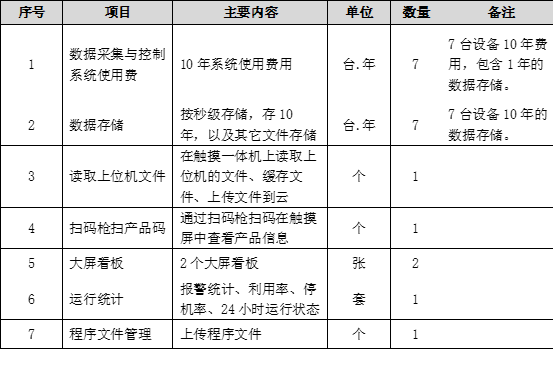 序号 项目 主要内容 单位 数量 备注
1 数据采集与控制系统使用费 10年系统使用费用 台.年 7 7台设备10年费用，包含1年的数据存储。
2 数据存储 按秒级存储，存10年，以及其它文件存储 台.年 7 7台设备10年的数据存储。
3 读取上位机文件 在触摸一体机上读取上位机的文件、缓存文件、上传文件到云 个 1
4 扫码枪扫产品码 通过扫码枪扫码在触摸屏中查看产品信息 个 1
5 大屏看板 2个大屏看板 张 2
6 运行统计 报警统计、利用率、停机率、24小时运行状态 套 1
7 程序文件管理 上传程序文件 个 1